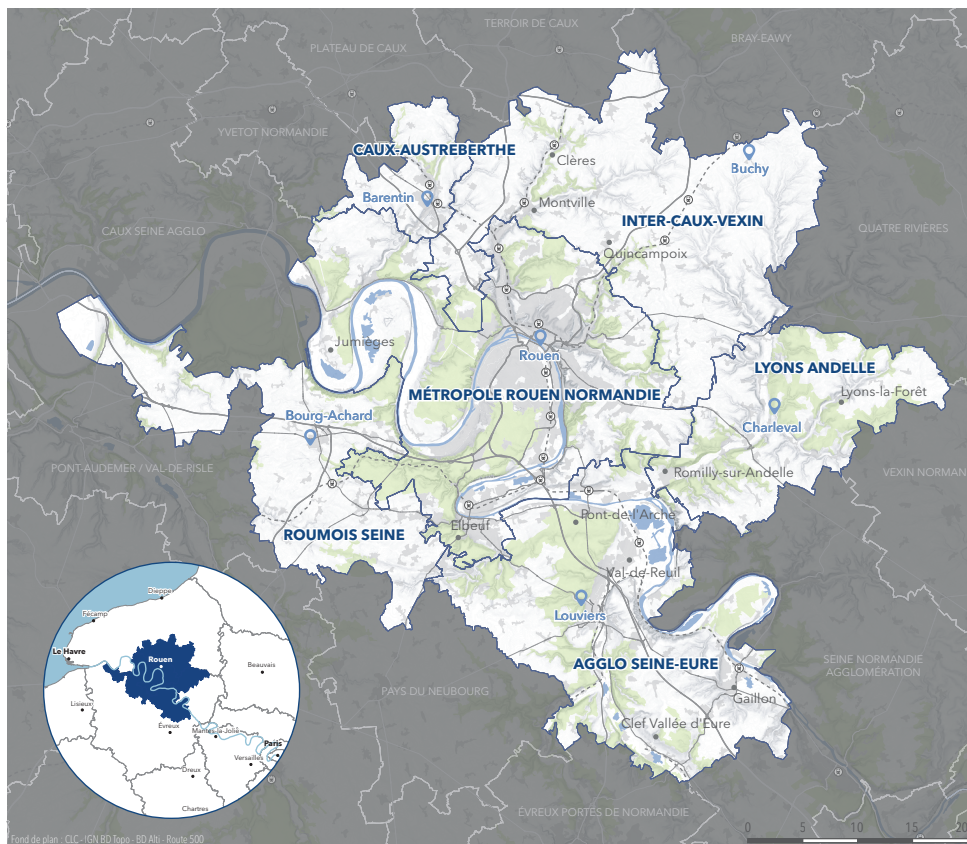 TERROIR DE CAUX
BRAY-EAWY
PLATEAU DE CAUX
YVETOT NORMANDIE
CAUX-AUSTREBERTHE
Clères
Buchy
Barentin
Montville
INTER-CAUX-VEXIN
CAUX SEINE AGGLO
QUATRE RIVIÈRES
Quincampoix
Jumièges
Rouen
LYONS ANDELLE
MÉTROPOLE ROUEN NORMANDIE
Lyons-la-Forêt
Bourg-Achard
Charleval
PONT-AUDEMER / VAL-DE-RISLE
Romilly-sur-Andelle
VEXIN NORMAN
Pont-de-l'Arche
Elbeuf
ROUMOIS SEINE
Val-de-Reuil
Louviers
AGGLO SEINE-EURE
SEINE NORMANDIE
AGGLOMÉRATION
PAYS DU NEUBOURG
Gaillon
Clef Vallée d'Eure
ÉVREUX PORTES DE NORMANDIE
Dieppe
Fécamp
Le Havre
Rouen
Beauvais
Lisieux
Évreux
Mantes-la-Jolie
Paris
Versailles
Dreux
Chartres
0 5 10 15 20
Fond de plan : CLC - IGN BD Topo - BD Alti - Route 500